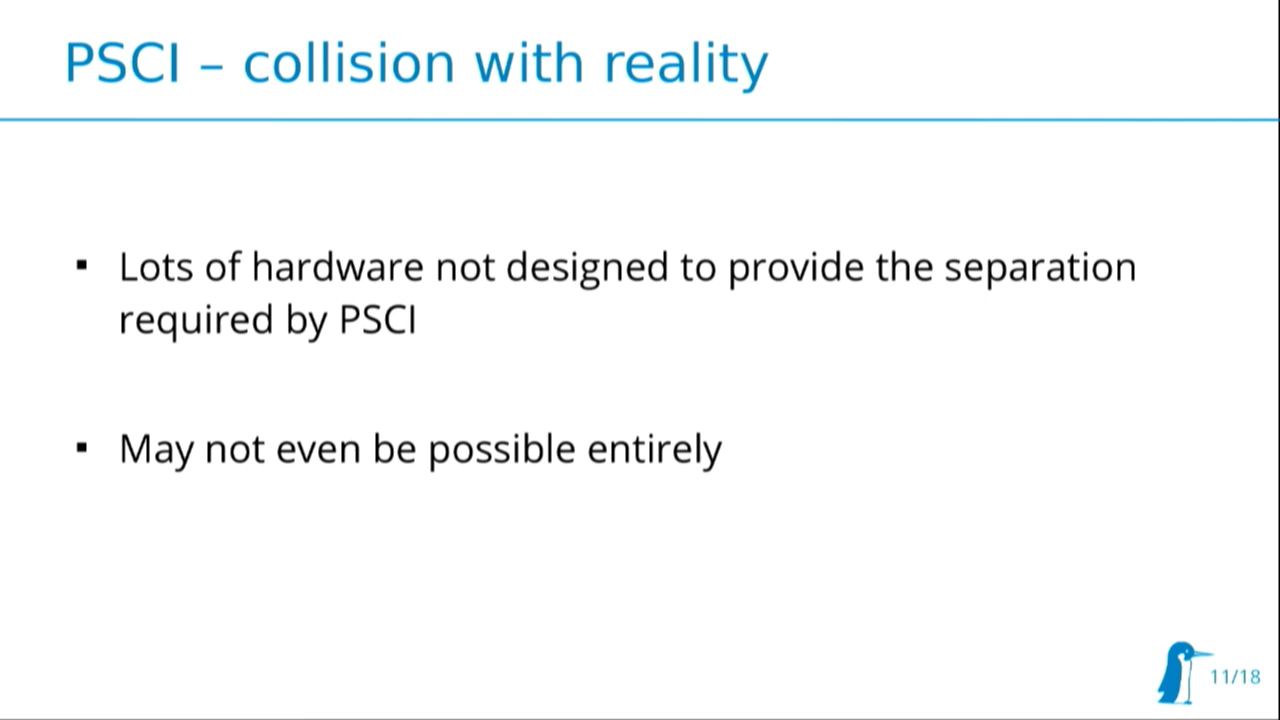 PSCI – collision with reality
▪ Lots of hardware not designed to provide the separation
required by PSCI
▪ May not even be possible entirely
11/18